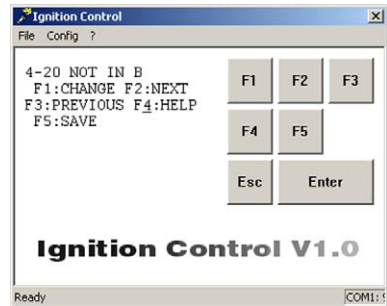 Ignition Control
File Config ?
4-20 NOT IN B
F1:CHANGE F2:NEXT
F3:PREVIOUS F4:HELP
F5:SAVE
F1 F2 F3
F4 F5
Esc Enter
Ignition Control V1.0
Ready COM1: